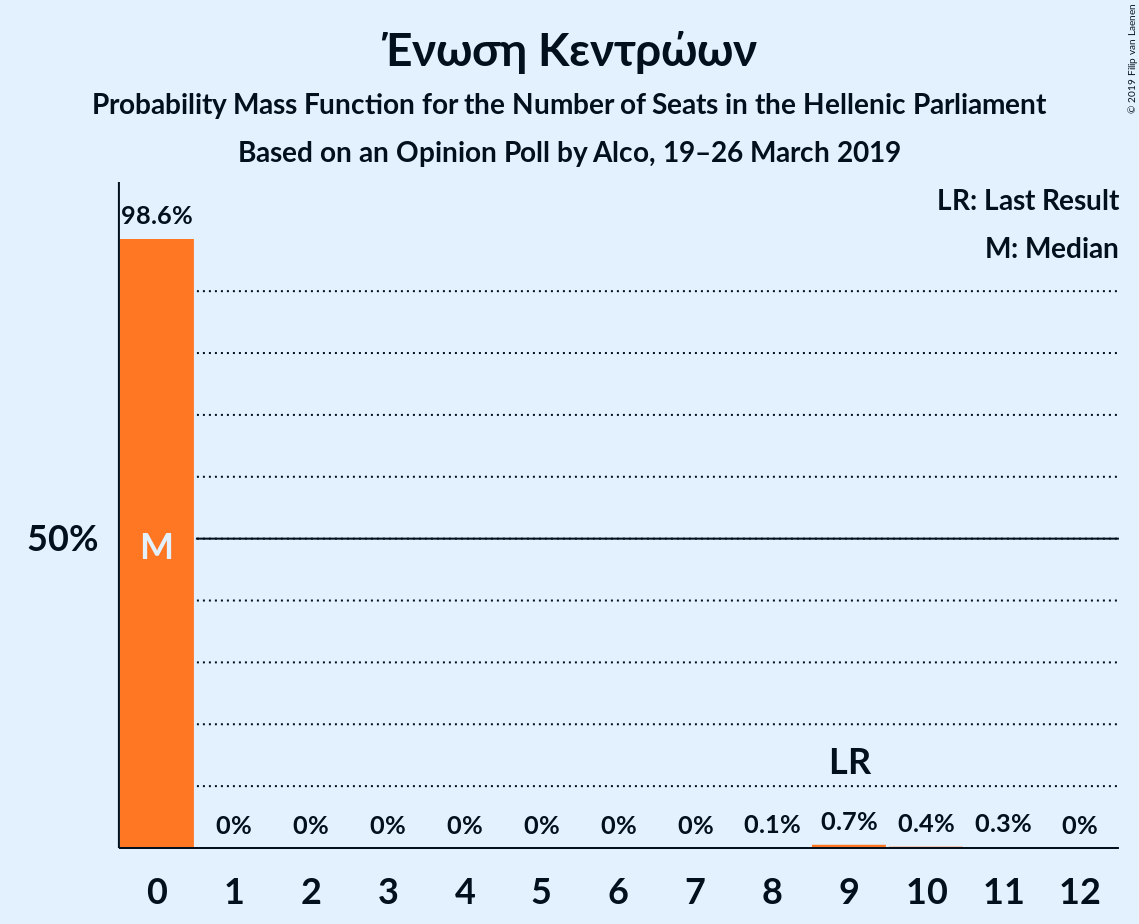 Ένωση Κεντρώων
Probability Mass Function for the Number of Seats in the Hellenic Parliament
Based on an Opinion Poll by Alco, 19–26 March 2019
© 2019 Filip van Laenen
LR: Last Result
M: Median
98.6%
50%
M
LR
0% 0% 0% 0% 0% 0% 0% 0.1% 0.7% 0.4% 0.3% 0%
0 1 2 3 4 5 6 7 8 9 10 11 12